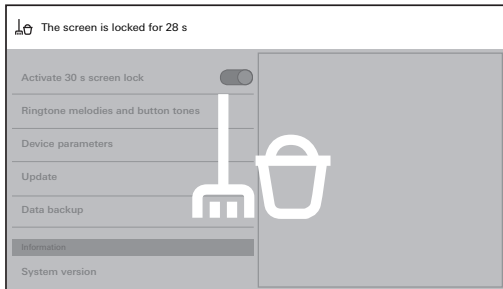 The screen is locked for 28 s
Activate 30 s screen lock
Ringtone melodies and button tones
Device parameters
Update
Data backup
Information
System version